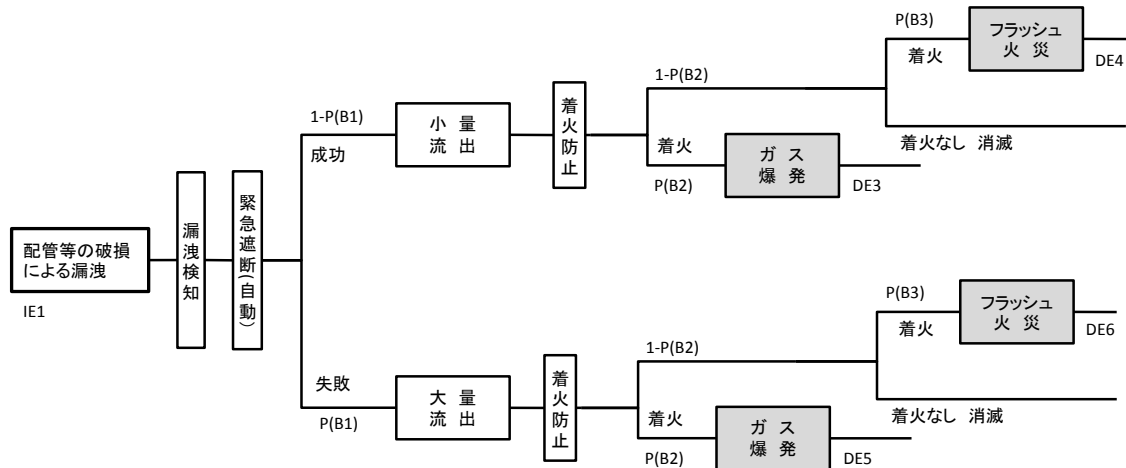 P(B3)
フラッシュ
火 災
着火
DE4
1-P(B2)
1-P(B1)
小 量
流 出
着火防止
成功
着火
ガ ス
爆 発
着火なし 消滅
P(B2)
DE3
漏洩検知
緊急遮断(自動)
配管等の破損
による漏洩
IE1
P(B3)
フラッシュ
火 災
着火
DE6
1-P(B2)
失敗
大 量
流 出
着火防止
P(B1)
着火
ガ ス
爆 発
着火なし 消滅
P(B2)
DE5